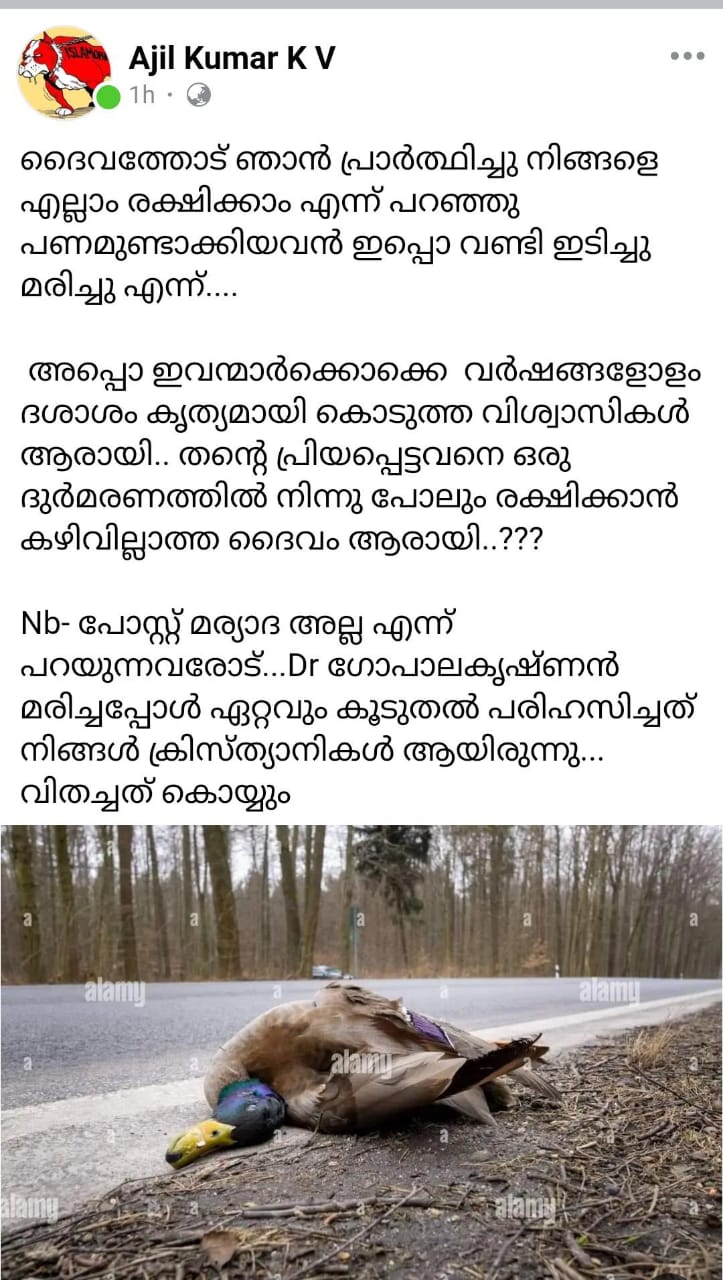 Ajil Kumar K V
1h
ദൈവത്തോട് ഞാൻ പ്രാർത്ഥിച്ചു നിങ്ങളെ
എല്ലാം രക്ഷിക്കാം എന്ന് പറഞ്ഞു
പണമുണ്ടാക്കിയവൻ ഇപ്പൊ വണ്ടി ഇടിച്ചു
മരിച്ചു എന്ന്....
അപ്പൊ ഇവന്മാർക്കൊക്കെ വർഷങ്ങളോളം
ദശാശം കൃത്യമായി കൊടുത്ത വിശ്വാസികൾ
ആരായി.. തന്റെ പ്രിയപ്പെട്ടവനെ ഒരു
ദുർമരണത്തിൽ നിന്നു പോലും രക്ഷിക്കാൻ
കഴിവില്ലാത്ത ദൈവം ആരായി..???
Nb- പോസ്റ്റ് മര്യാദ അല്ല എന്ന്
പറയുന്നവരോട്...Dr ഗോപാലകൃഷ്ണൻ
മരിച്ചപ്പോൾ ഏറ്റവും കൂടുതൽ പരിഹസിച്ചത്
നിങ്ങൾ ക്രിസ്ത്യാനികൾ ആയിരുന്നു...
വിതച്ചത് കൊയ്യും
a a a a a
alamy a alamy
a alamy a
a a
alamy alamy a